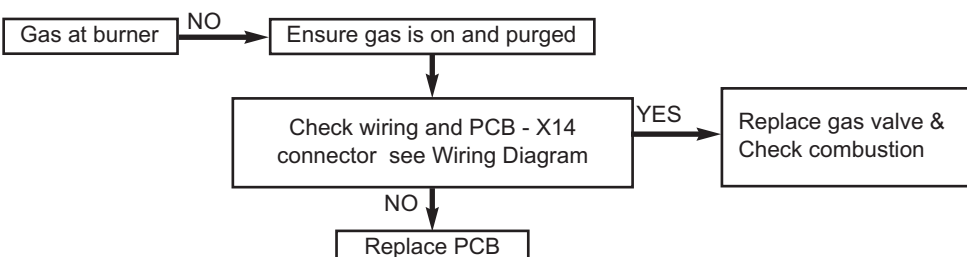 Gas at burner
NO
Ensure gas is on and purged
Check wiring and PCB - X14
connector see Wiring Diagram
YES
Replace gas valve &
Check combustion
NO
Replace PCB